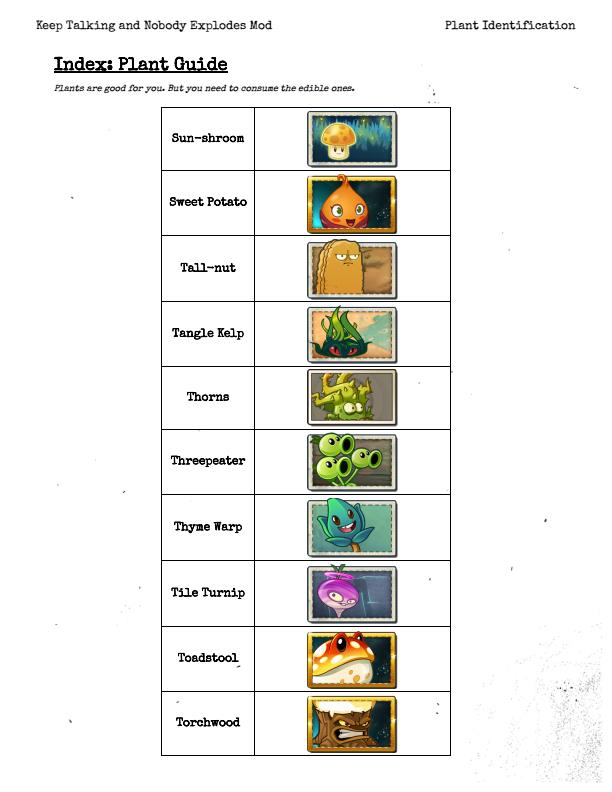 Keep Talking and Nobody Explodes Mod
Plant Identification
Index: Plant Guide
Plants are good for you. But you need to consume the edible ones.
Sun-shroom
Sweet Potato
Tall-nut
Tangle Kelp
Thorns
Threepeater
Thyme Warp
Tile Turnip
Toadstool
Torchwood